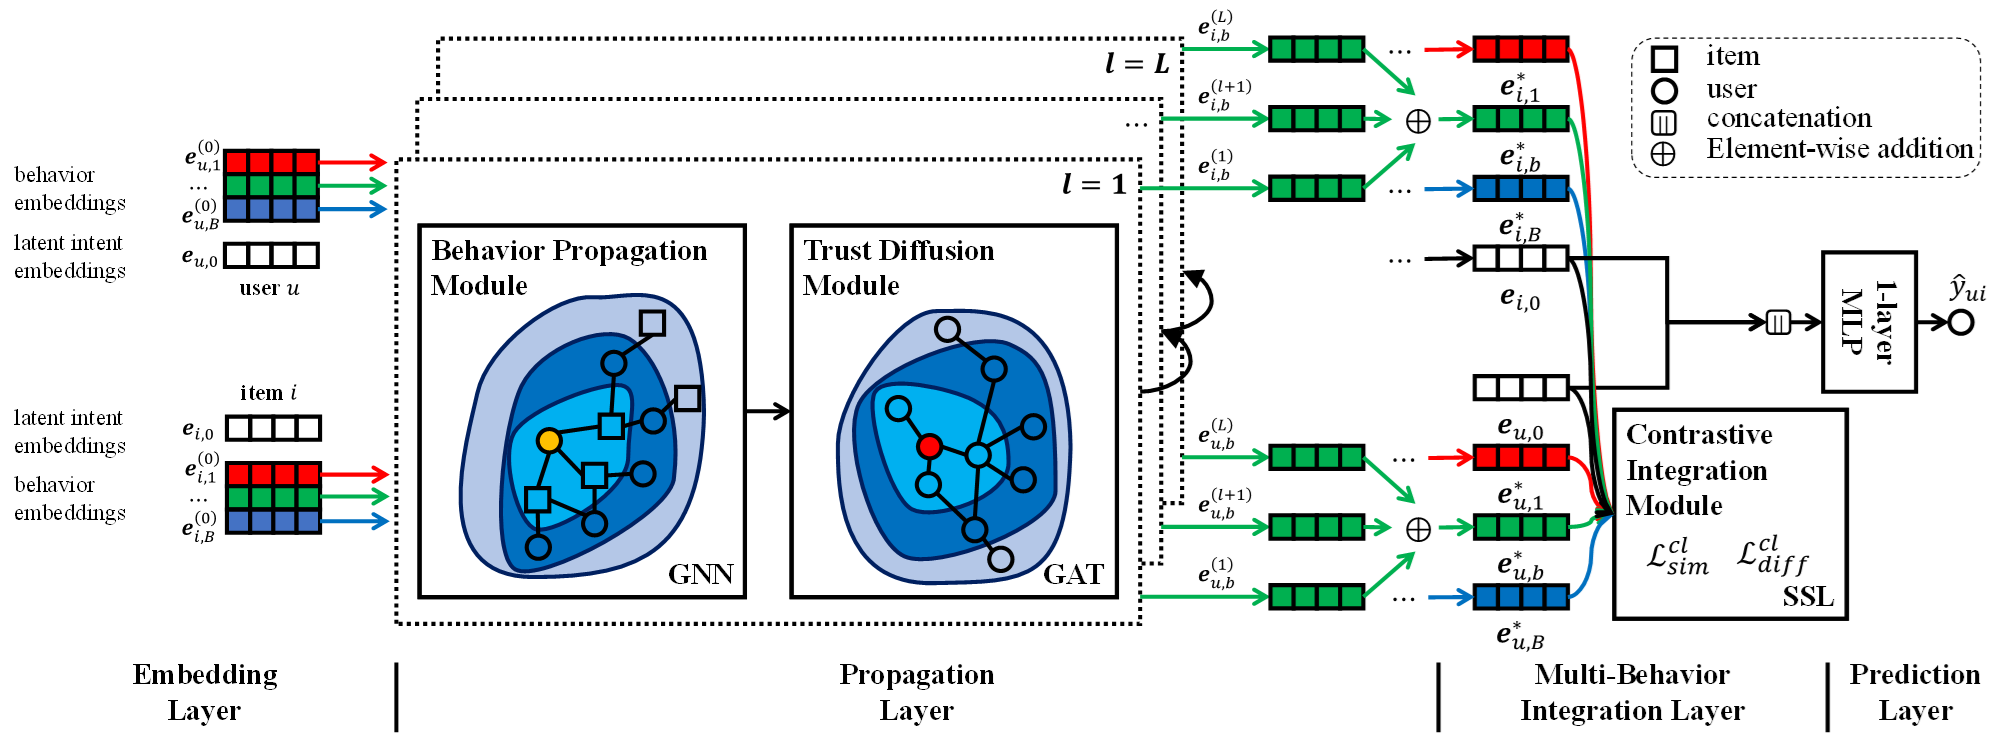 behavior
embeddings
latent intent
embeddings
e_{u,1}^{(0)}
...
e_{u,B}^{(0)}
e_{u,0}
user u
item i
latent intent
embeddings
behavior
embeddings
e_{i,0}
e_{i,1}^{(0)}
...
e_{i,B}^{(0)}
l = L
...
l = 1
Behavior Propagation
Module
GNN
Trust Diffusion
Module
GAT
e_{i,b}^{(L)}
e_{i,b}^{(l+1)}
e_{i,b}^{(1)}
...
...
...
e_{i,1}^{*}
e_{i,b}^{*}
e_{i,B}^{*}
e_{i,0}
e_{u,0}
e_{u,b}^{(L)}
e_{u,b}^{(l+1)}
e_{u,b}^{(1)}
...
...
e_{u,1}^{*}
e_{u,b}^{*}
e_{u,B}^{*}
item
user
concatenation
Element-wise addition
1-layer
MLP
ŷ_{ui}
Contrastive
Integration
Module
ℒ_{sim}^{cl} ℒ_{diff}^{cl}
SSL
Embedding
Layer
Propagation
Layer
Multi-Behavior
Integration Layer
Prediction
Layer